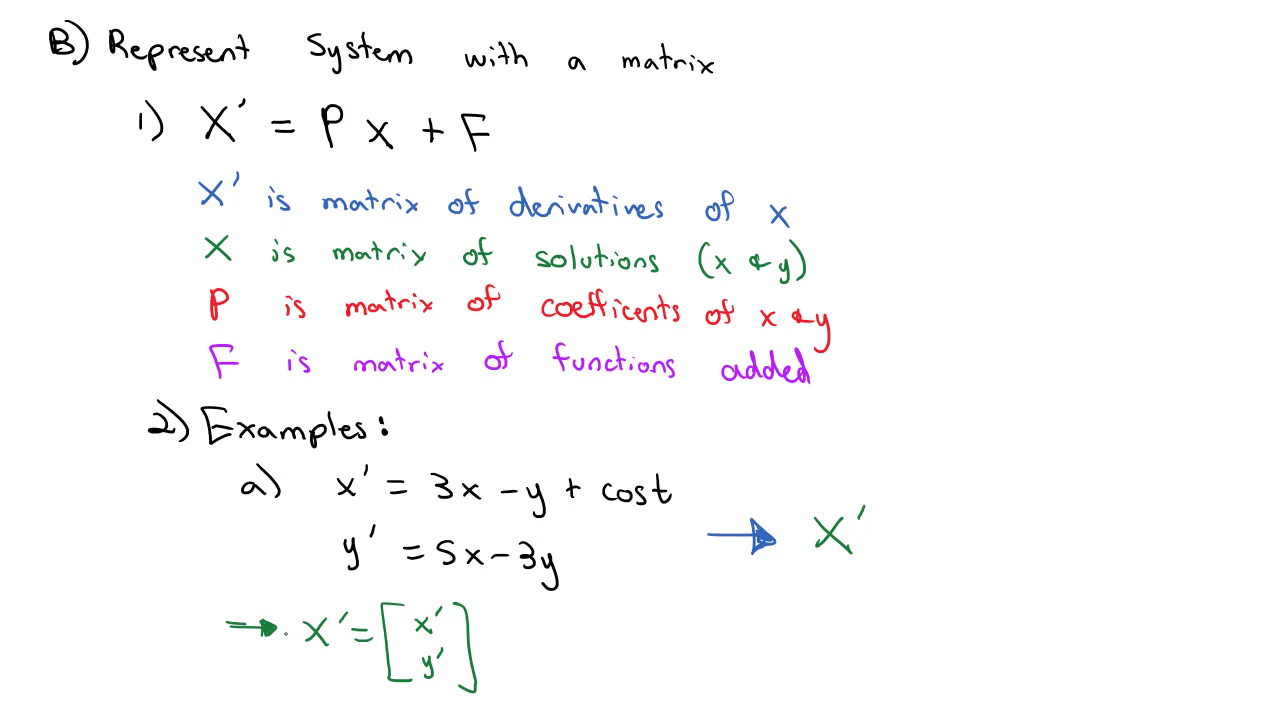 B) Represent System with a matrix
1) X' = P X + F
X' is matrix of derivatives of x
X is matrix of solutions (x & y)
P is matrix of coefficents of x & y
F is matrix of functions added
2) Examples:
a) x' = 3x - y + cost
y' = 5x - 3y
→ X'
→ X' = [x'
y']